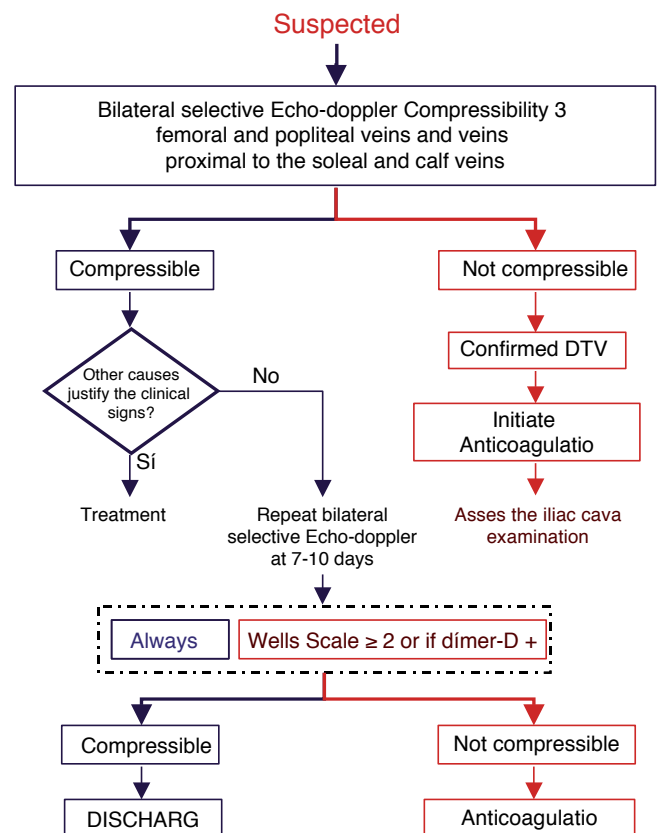 Suspected
Bilateral selective Echo-doppler Compressibility 3
femoral and popliteal veins and veins
proximal to the soleal and calf veins
Compressible
Not compressible
Other causes
justify the clinical
signs?
No
Sí
Confirmed DTV
Initiate
Anticoagulatio
Treatment
Repeat bilateral
selective Echo-doppler
at 7-10 days
Asses the iliac cava
examination
Always
Wells Scale ≥ 2 or if dímer-D +
Compressible
Not compressible
DISCHARG
Anticoagulatio